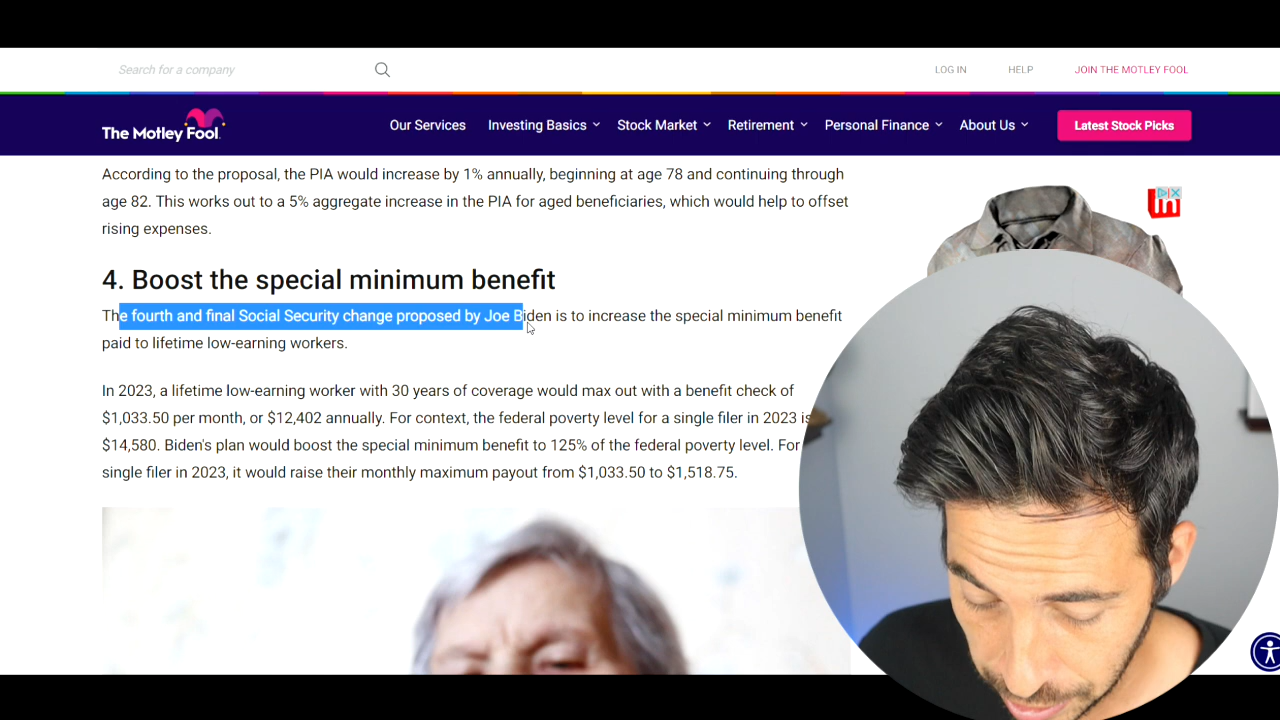 Search for a company
LOG IN
HELP
JOIN THE MOTLEY FOOL
The Motley Fool.
Our Services
Investing Basics
Stock Market
Retirement
Personal Finance
About Us
Latest Stock Picks
According to the proposal, the PIA would increase by 1% annually, beginning at age 78 and continuing through
age 82. This works out to a 5% aggregate increase in the PIA for aged beneficiaries, which would help to offset
rising expenses.
4. Boost the special minimum benefit
The fourth and final Social Security change proposed by Joe Biden is to increase the special minimum benefit
paid to lifetime low-earning workers.
In 2023, a lifetime low-earning worker with 30 years of coverage would max out with a benefit check of
$1,033.50 per month, or $12,402 annually. For context, the federal poverty level for a single filer in 2023 is
$14,580. Biden's plan would boost the special minimum benefit to 125% of the federal poverty level. For
single filer in 2023, it would raise their monthly maximum payout from $1,033.50 to $1,518.75.